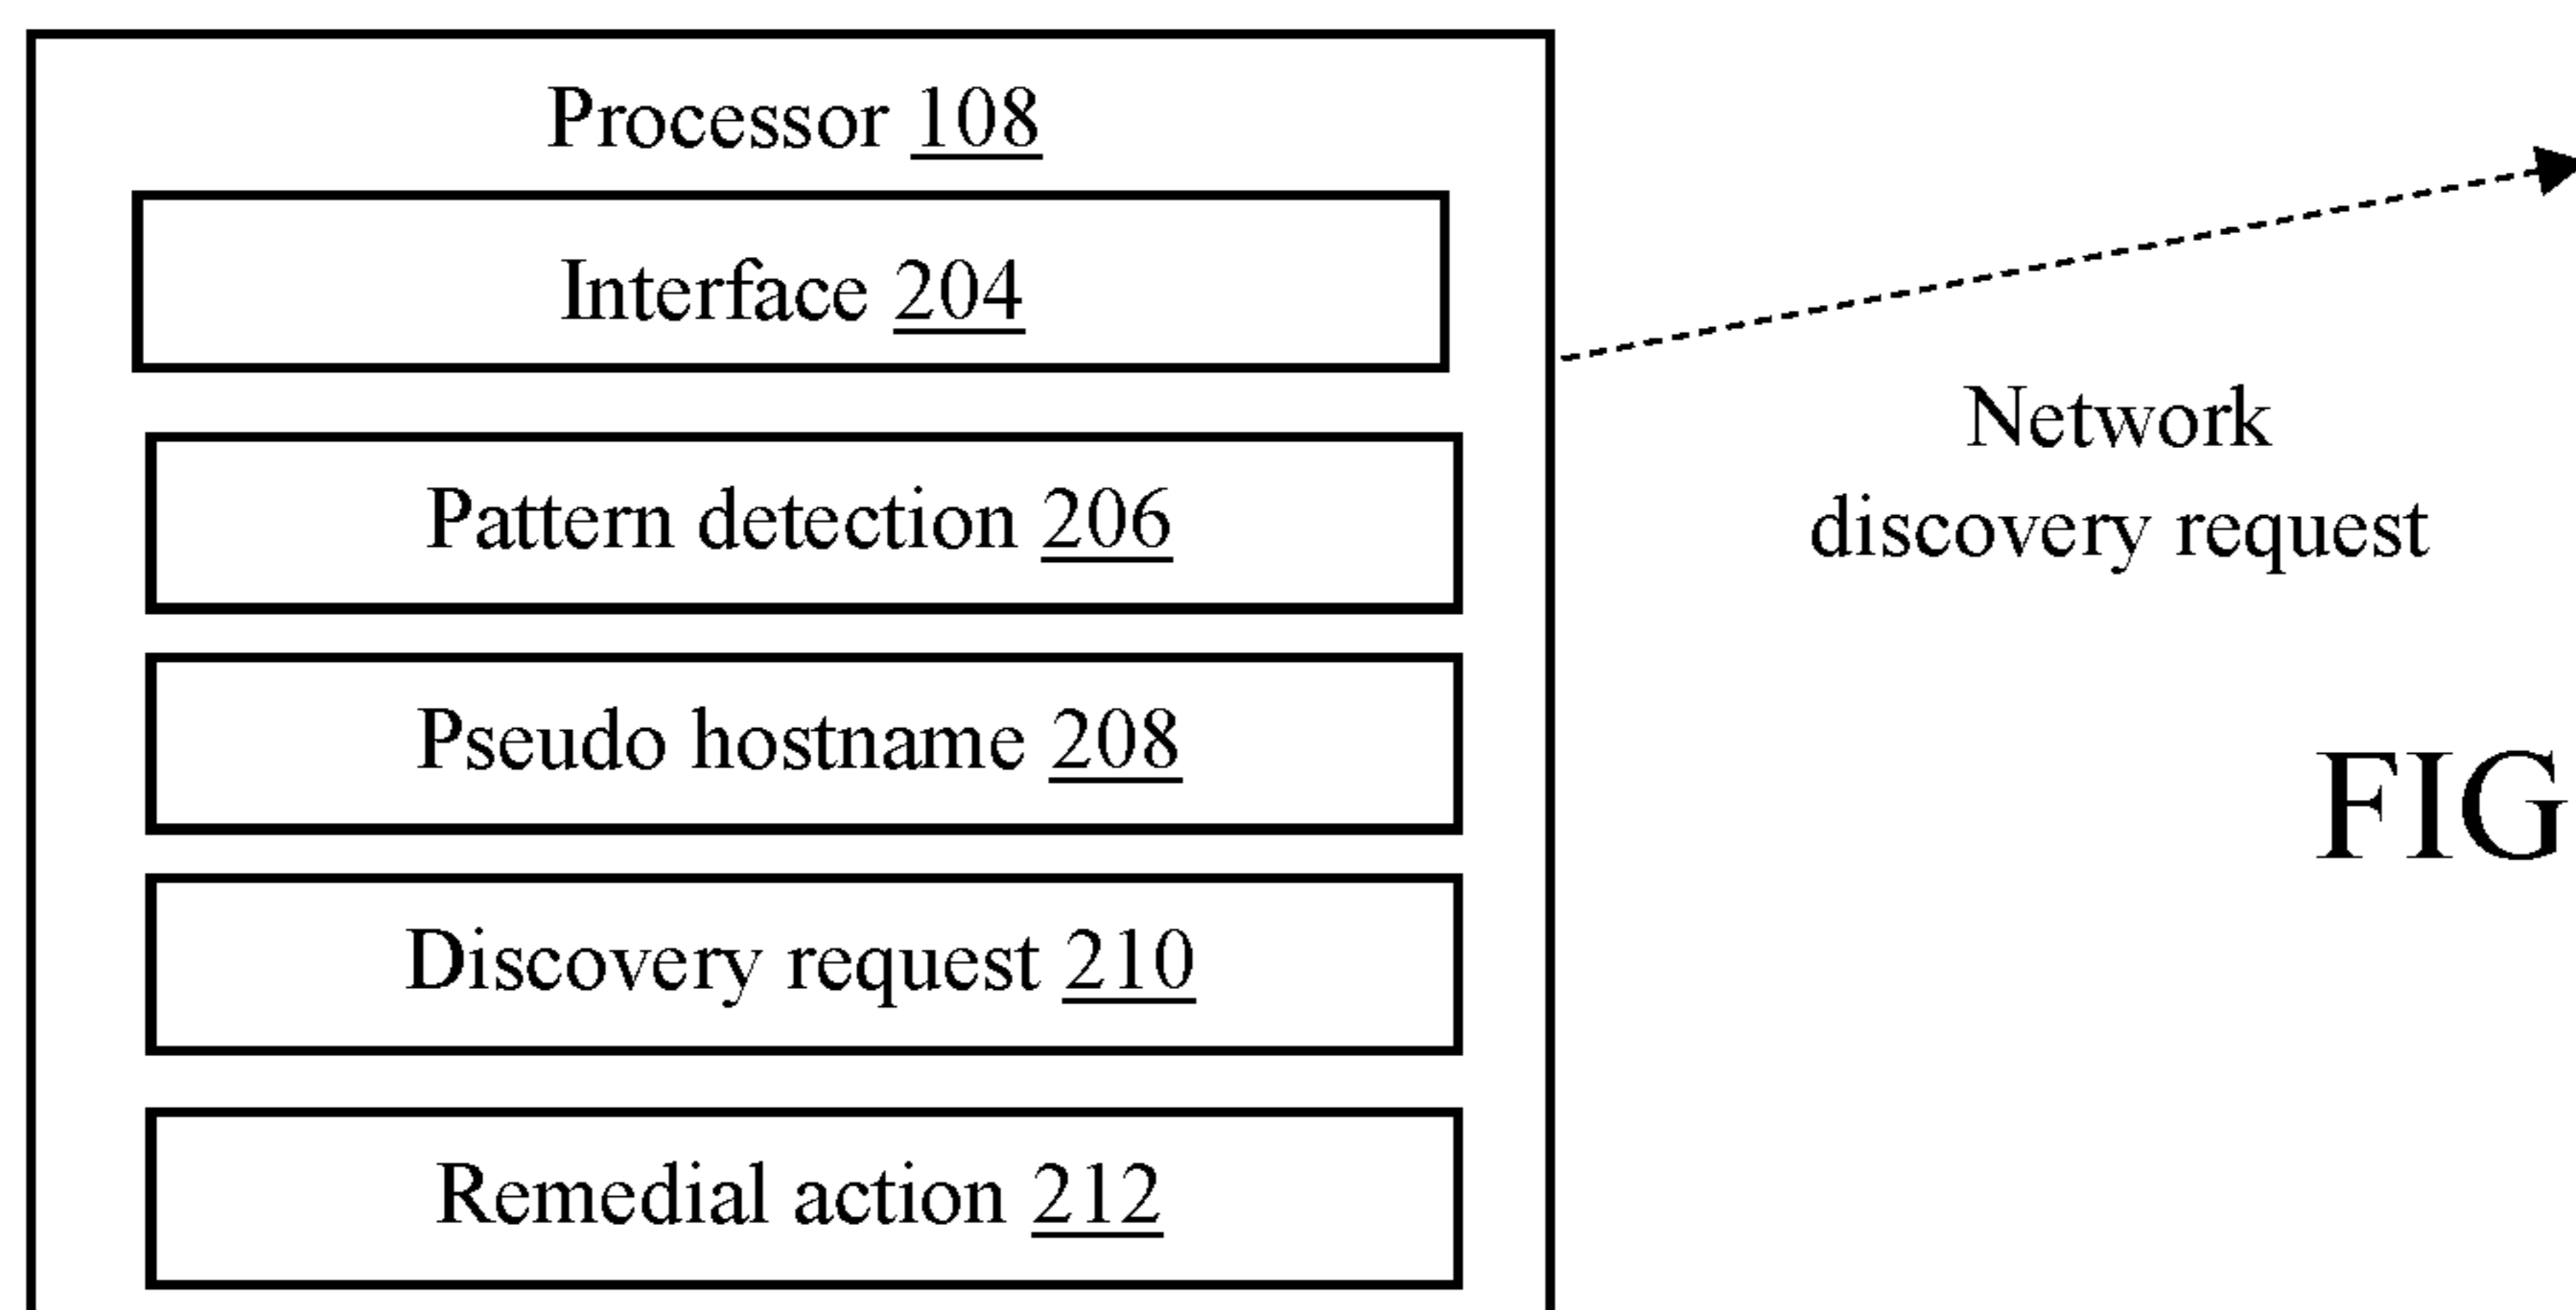 Processor 108
Interface 204
Pattern detection 206
Pseudo hostname 208
Discovery request 210
Remedial action 212
Network
discovery request
FIG